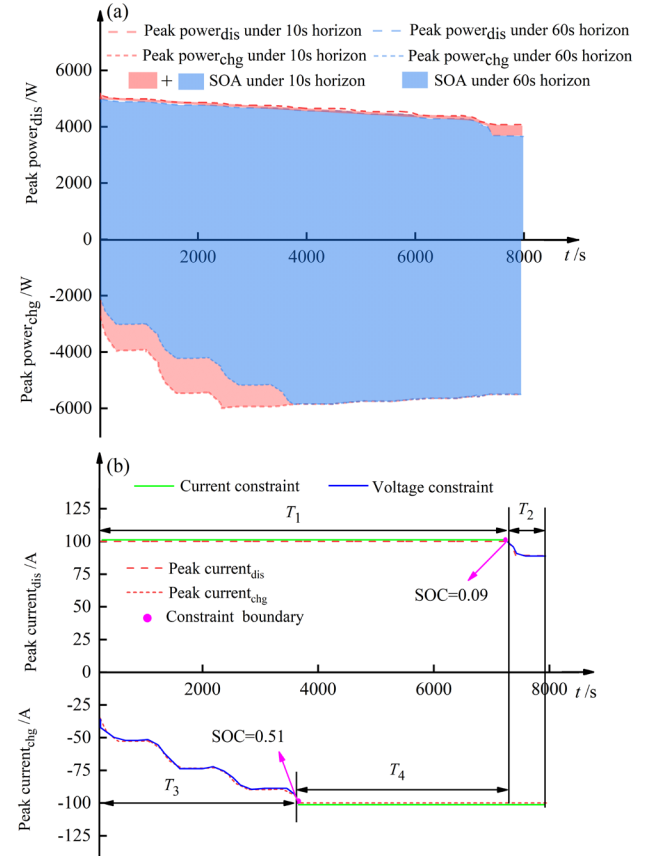 (a)
Peak power_dis under 10s horizon
Peak power_dis under 60s horizon
Peak power_chg under 10s horizon
Peak power_chg under 60s horizon
+ SOA under 10s horizon
SOA under 60s horizon
Peak power_dis /W
6000
4000
2000
0
2000
4000
6000
8000
t /s
Peak power_chg /W
-2000
-4000
-6000
(b)
Current constraint
Voltage constraint
Peak current_dis /A
125
100
75
50
25
0
T1
T2
Peak current_dis
Peak current_chg
Constraint boundary
SOC=0.09
2000
4000
6000
8000
t /s
Peak current_chg /A
-25
-50
-75
-100
-125
SOC=0.51
T3
T4